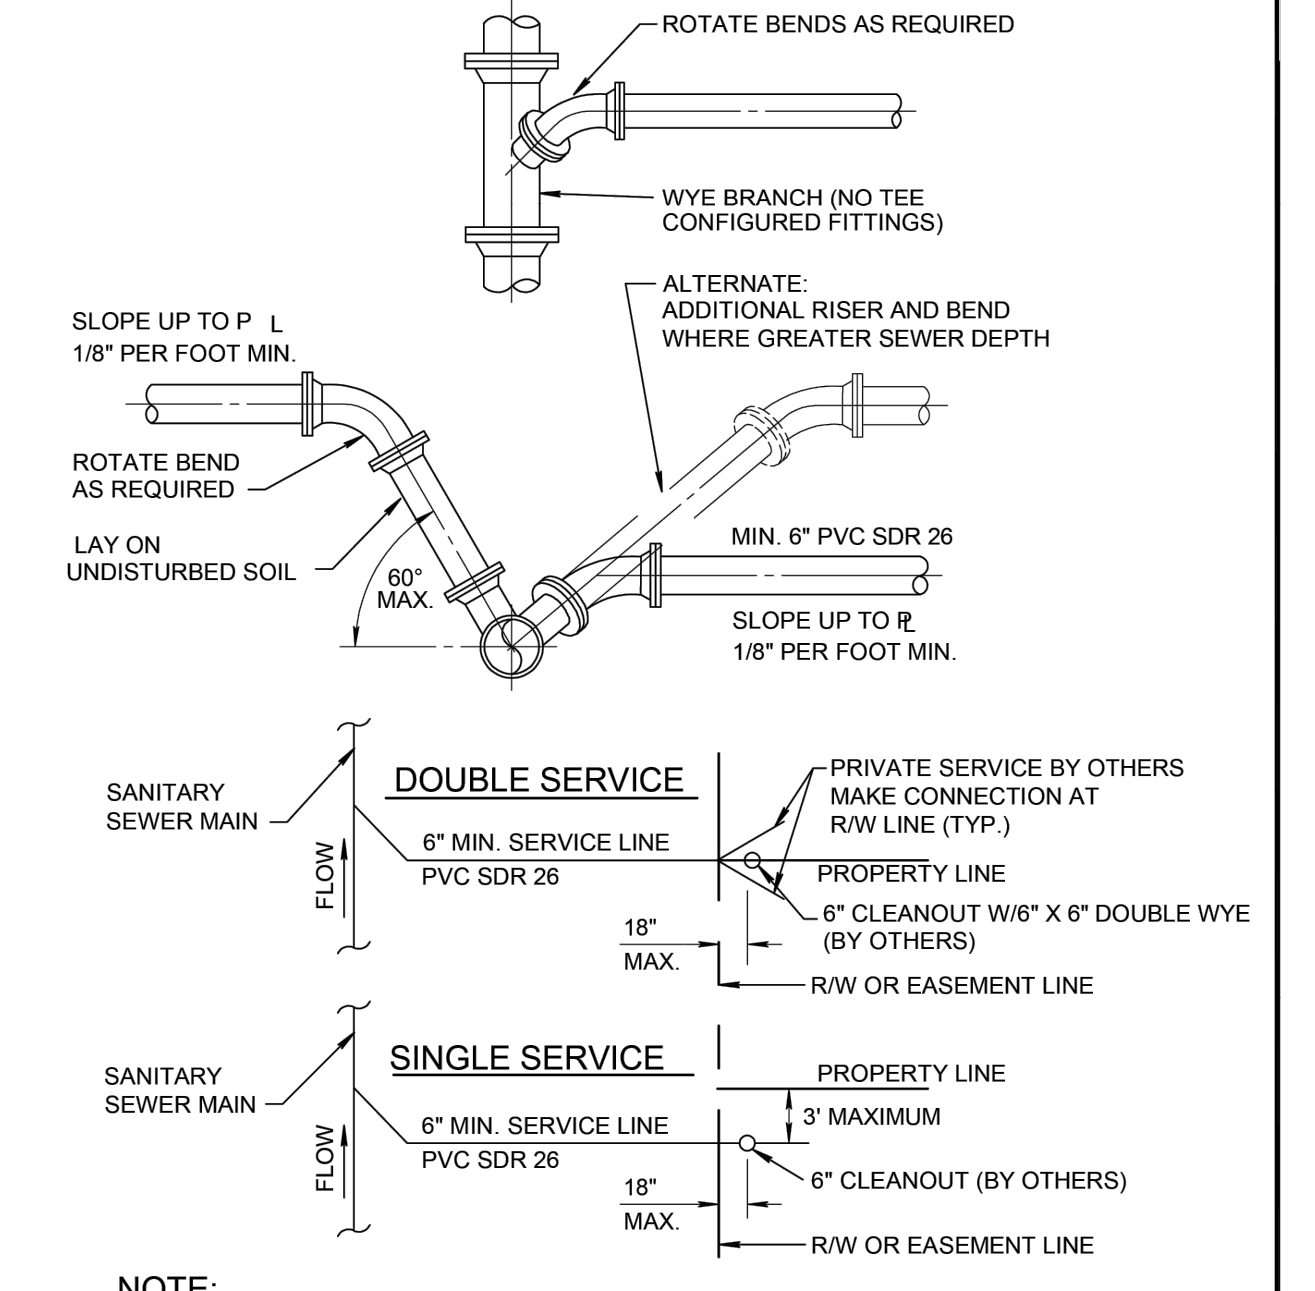 ROTATE BENDS AS REQUIRED
WYE BRANCH (NO TEE
CONFIGURED FITTINGS)
ALTERNATE:
ADDITIONAL RISER AND BEND
WHERE GREATER SEWER DEPTH
SLOPE UP TO P L
1/8" PER FOOT MIN.
ROTATE BEND
AS REQUIRED
LAY ON
UNDISTURBED SOIL
60°
MAX.
MIN. 6" PVC SDR 26
SLOPE UP TO PL
1/8" PER FOOT MIN.
DOUBLE SERVICE
SANITARY
SEWER MAIN
FLOW
6" MIN. SERVICE LINE
PVC SDR 26
PRIVATE SERVICE BY OTHERS
MAKE CONNECTION AT
R/W LINE (TYP.)
PROPERTY LINE
6" CLEANOUT W/6" X 6" DOUBLE WYE
(BY OTHERS)
18"
MAX.
R/W OR EASEMENT LINE
SINGLE SERVICE
SANITARY
SEWER MAIN
FLOW
6" MIN. SERVICE LINE
PVC SDR 26
PROPERTY LINE
3' MAXIMUM
6" CLEANOUT (BY OTHERS)
18"
MAX.
R/W OR EASEMENT LINE
NOTE: